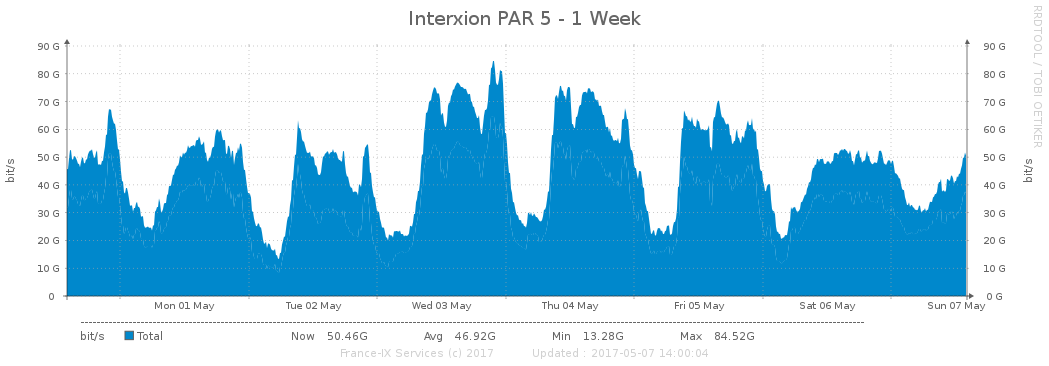 Interxion PAR 5 - 1 Week
RRDTOOL / TOBI OETIKER
90 G 90 G
80 G 80 G
70 G 70 G
60 G 60 G
50 G 50 G
40 G 40 G
30 G 30 G
20 G 20 G
10 G 10 G
0 0 G
bit/s
bit/s
Mon 01 May Tue 02 May Wed 03 May Thu 04 May Fri 05 May Sat 06 May Sun 07 May
bit/s Total Now 50.46G Avg 46.92G Min 13.28G Max 84.52G
France-IX Services (c) 2017 Updated : 2017-05-07 14:00:04